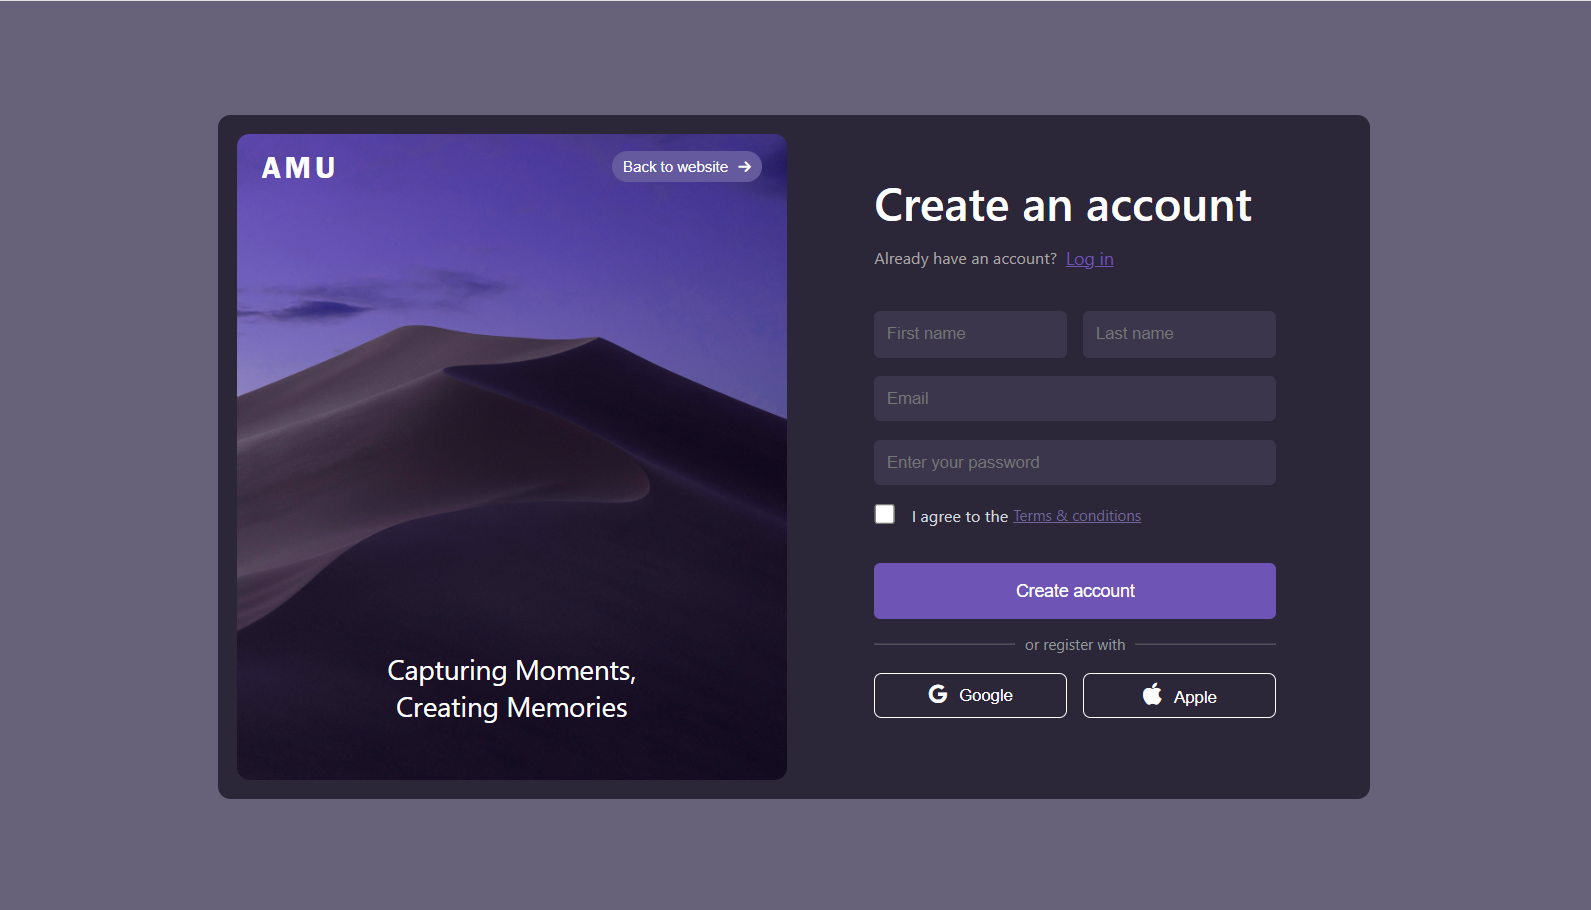 AMU
Back to website
Capturing Moments,
Creating Memories
Create an account
Already have an account? Log in
First name
Last name
Email
Enter your password
I agree to the Terms & conditions
Create account
or register with
Google
Apple